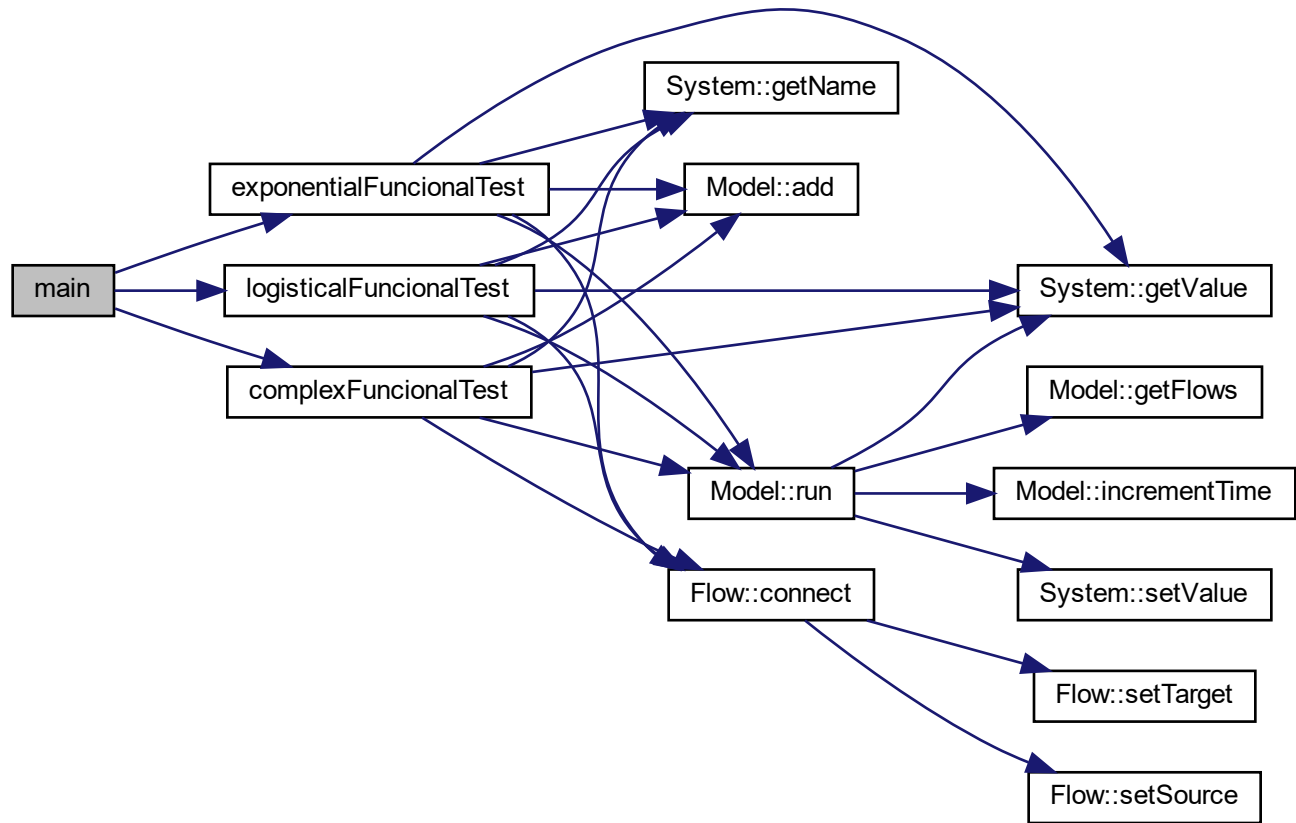 System::getName
exponentialFuncionalTest
Model::add
main
logisticalFuncionalTest
System::getValue
complexFuncionalTest
Model::getFlows
Model::run
Model::incrementTime
Flow::connect
System::setValue
Flow::setTarget
Flow::setSource